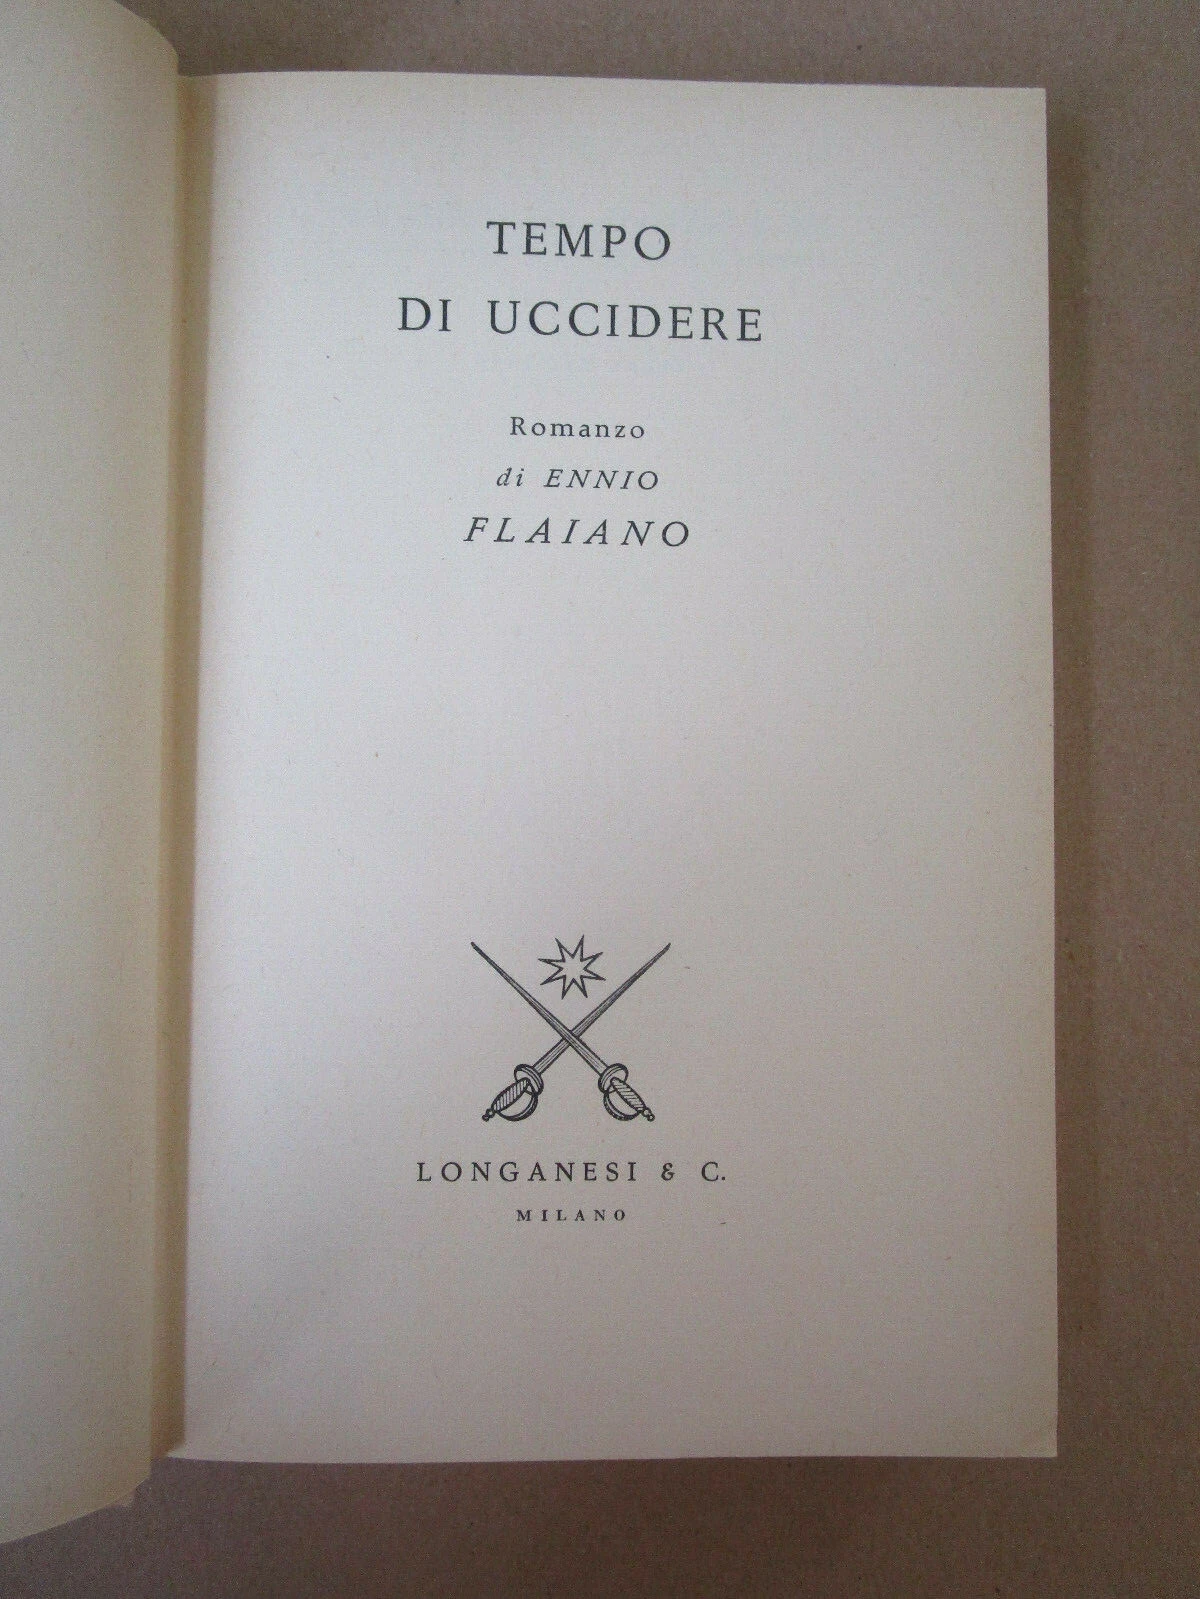 TEMPO
DI UCCIDERE
Romanzo
di ENNIO
FLAIANO
LONGANESI & C.
MILANO